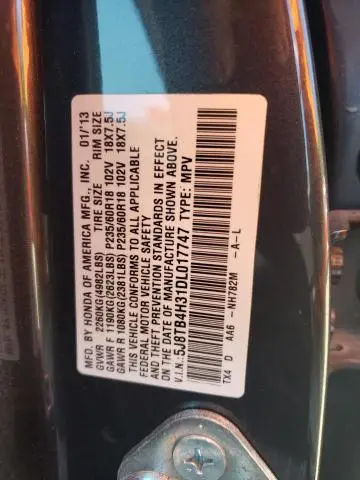 MFD. BY HONDA OF AMERICA MFG., INC. 01/13
GVWR 2260KG(4982LBS) TIRE SIZE RIM SIZE
GAWR F 1190KG(2623LBS) P235/60R18 102V 18X7.5J
GAWR R 1080KG(2381LBS) P235/60R18 102V 18X7.5J
THIS VEHICLE CONFORMS TO ALL APPLICABLE
FEDERAL MOTOR VEHICLE SAFETY
AND THEFT PREVENTION STANDARDS IN EFFECT
ON THE DATE OF MANUFACTURE SHOWN ABOVE.
V.I.N.: 5J8TB4H31DL017747 TYPE: MPV
TX4 D AA6 -NH782M -A-L